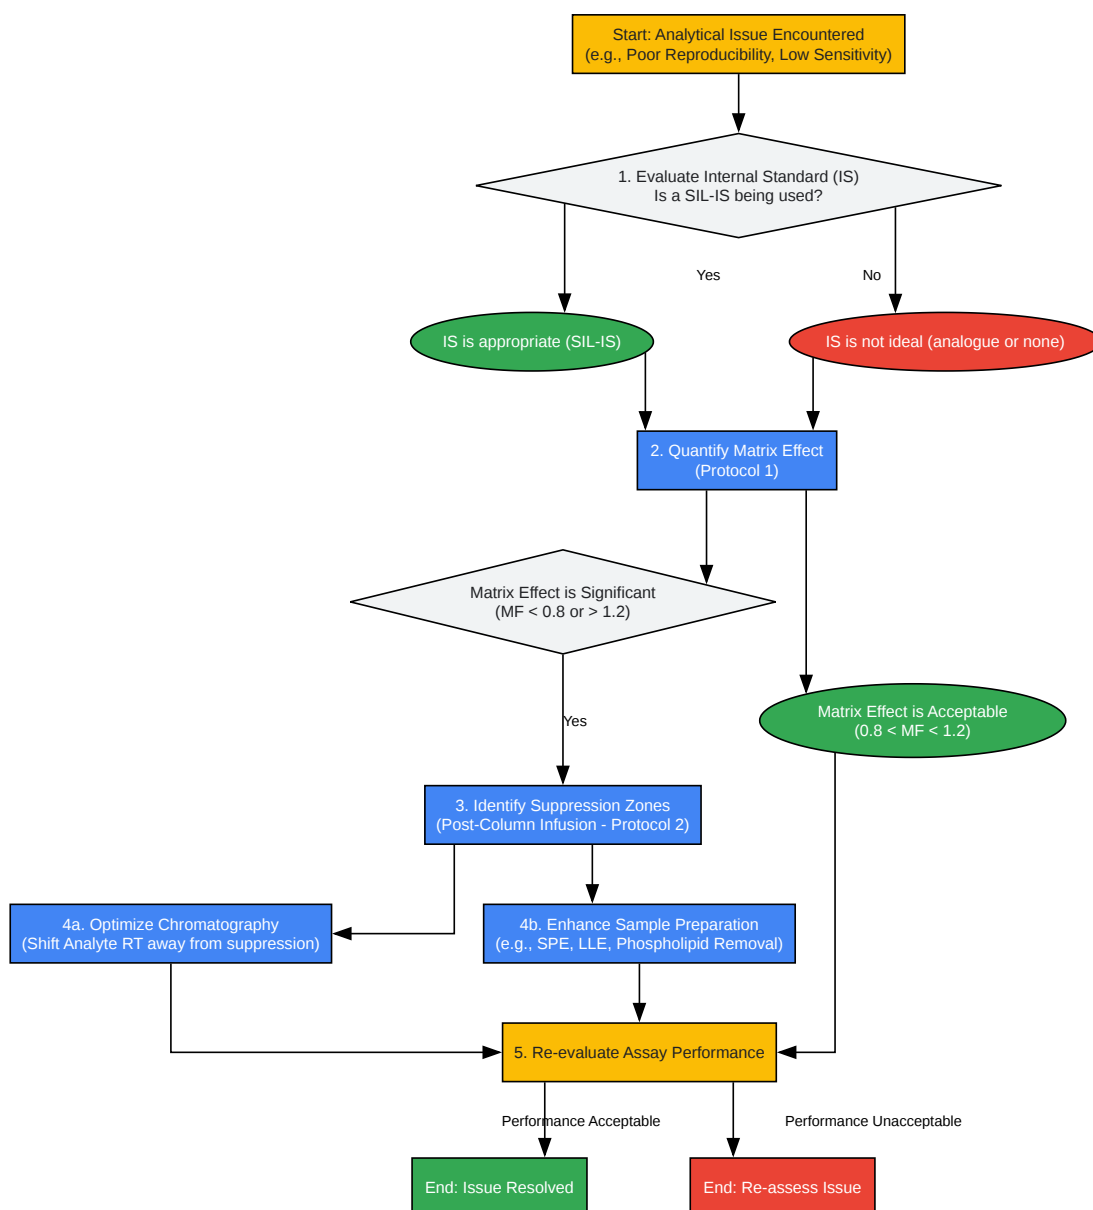 Start: Analytical Issue Encountered
(e.g., Poor Reproducibility, Low Sensitivity)
1. Evaluate Internal Standard (IS)
Is a SIL-IS being used?
Yes
No
IS is appropriate (SIL-IS)
IS is not ideal (analogue or none)
2. Quantify Matrix Effect
(Protocol 1)
Matrix Effect is Significant
(MF < 0.8 or > 1.2)
Matrix Effect is Acceptable
(0.8 < MF < 1.2)
Yes
3. Identify Suppression Zones
(Post-Column Infusion - Protocol 2)
4a. Optimize Chromatography
(Shift Analyte RT away from suppression)
4b. Enhance Sample Preparation
(e.g., SPE, LLE, Phospholipid Removal)
5. Re-evaluate Assay Performance
Performance Acceptable
Performance Unacceptable
End: Issue Resolved
End: Re-assess Issue